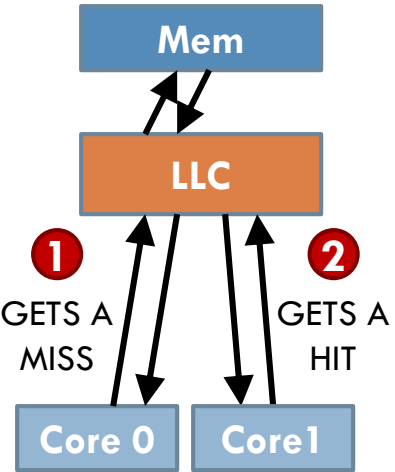 Mem
LLC
1
GETS A
MISS
2
GETS A
HIT
Core 0
Core1